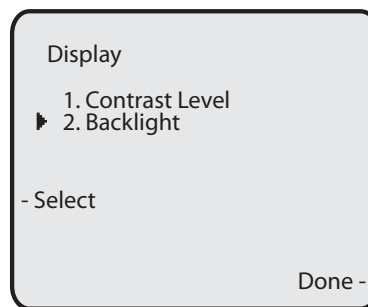 Display
1. Contrast Level
2. Backlight
- Select
Done -